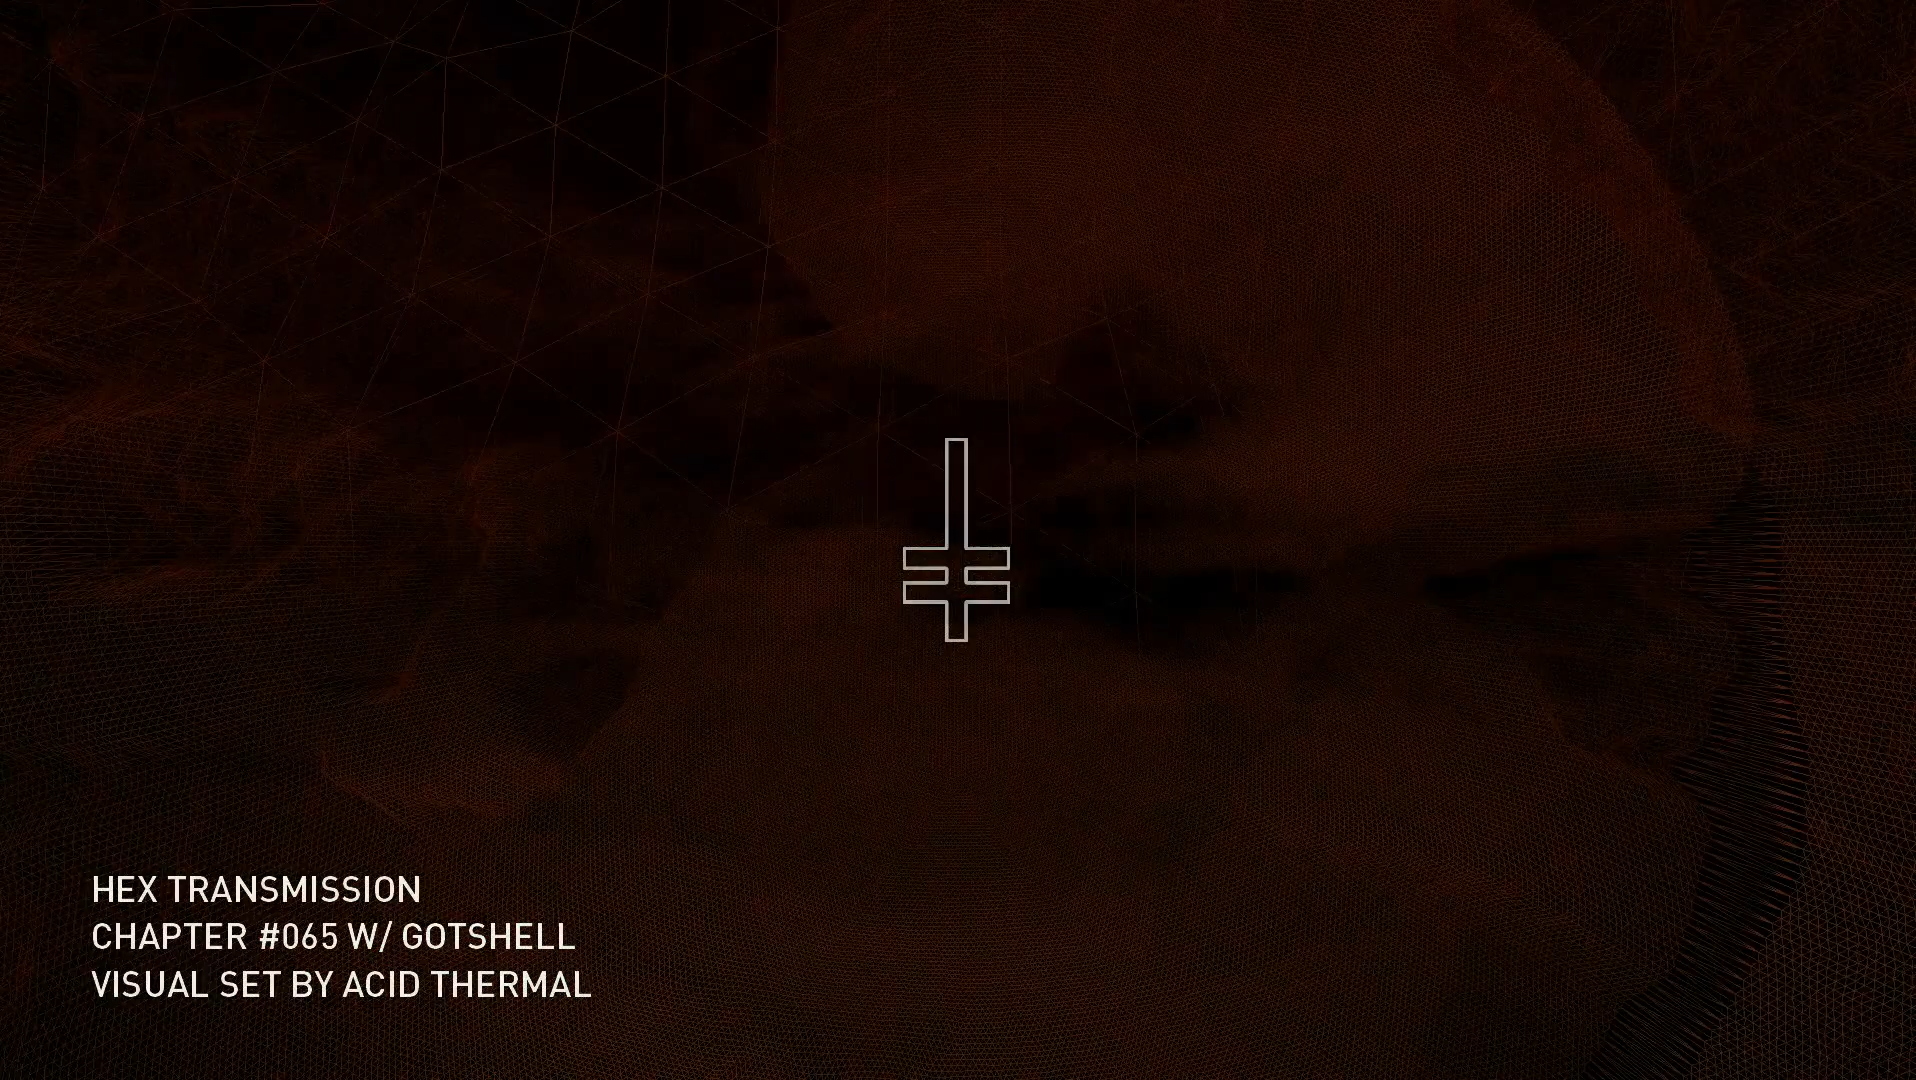 HEX TRANSMISSION
CHAPTER #065 W/ GOTSHELL
VISUAL SET BY ACID THERMAL